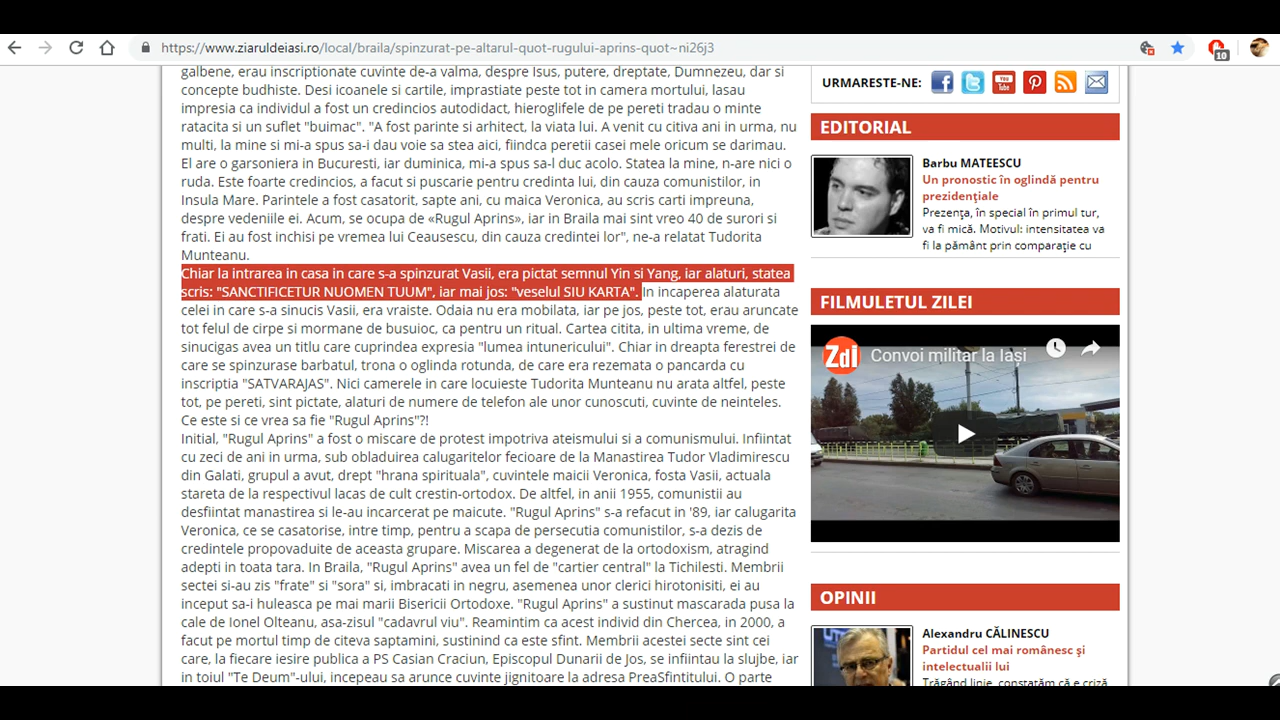 https://www.ziaruldeiasi.ro/local/braila/spinzurat-pe-altarul-quot-rugului-aprins-quot~ni26j3
10
galbene, erau inscriptionate cuvinte de-a valma, despre Isus, putere, dreptate, Dumnezeu, dar si
concepte budhiste. Desi icoanele si cartile, imprastiate peste tot in camera mortului, lasau
impresia ca individul a fost un credincios autodidact, hieroglifele de pe pereti tradau o minte
ratacita si un suflet "buimac". "A fost parinte si arhitect, la viata lui. A venit cu citiva ani in urma, nu
multi, la mine si mi-a spus sa-i dau voie sa stea aici, fiindca peretii casei mele oricum se darimau.
El are o garsoniera in Bucuresti, iar duminica, mi-a spus sa-l duc acolo. Statea la mine, n-are nici o
ruda. Este foarte credincios, a facut si puscarie pentru credinta lui, din cauza comunistilor, in
Insula Mare. Parintele a fost casatorit, sapte ani, cu maica Veronica, au scris carti impreuna,
despre vedeniile ei. Acum, se ocupa de «Rugul Aprins», iar in Braila mai sint vreo 40 de surori si
frati. Ei au fost inchisi pe vremea lui Ceausescu, din cauza credintei lor", ne-a relatat Tudorita
Munteanu.
Chiar la intrarea in casa in care s-a spinzurat Vasii, era pictat semnul Yin si Yang, iar alaturi, statea
scris: "SANCTIFICETUR NUOMEN TUUM", iar mai jos: "veselul SIU KARTA". In incaperea alaturata
celei in care s-a sinucis Vasii, era vraiste. Odaia nu era mobilata, iar pe jos, peste tot, erau aruncate
tot felul de cirpe si mormane de busuioc, ca pentru un ritual. Cartea citita, in ultima vreme, de
sinucigas avea un titlu care cuprindea expresia "lumea intunericului". Chiar in dreapta ferestrei de
care se spinzurase barbatul, trona o oglinda rotunda, de care era rezemata o pancarda cu
inscriptia "SATVARAJAS". Nici camerele in care locuieste Tudorita Munteanu nu arata altfel, peste
tot, pe pereti, sint pictate, alaturi de numere de telefon ale unor cunoscuti, cuvinte de neinteles.
Ce este si ce vrea sa fie "Rugul Aprins"?!
Initial, "Rugul Aprins" a fost o miscare de protest impotriva ateismului si a comunismului. Infiintat
cu zeci de ani in urma, sub obladuirea calugaritelor fecioare de la Manastirea Tudor Vladimirescu
din Galati, grupul a avut, drept "hrana spirituala", cuvintele maicii Veronica, fosta Vasii, actuala
stareta de la respectivul lacas de cult crestin-ortodox. De altfel, in anii 1955, comunistii au
desfiintat manastirea si le-au incarcerat pe maicute. "Rugul Aprins" s-a refacut in '89, iar calugarita
Veronica, ce se casatorise, intre timp, pentru a scapa de persecutia comunistilor, s-a dezis de
credintele propovaduite de aceasta grupare. Miscarea a degenerat de la ortodoxism, atragind
adepti in toata tara. In Braila, "Rugul Aprins" avea un fel de "cartier central" la Tichilesti. Membrii
sectei si-au zis "frate" si "sora" si, imbracati in negru, asemenea unor clerici hirotonisiti, ei au
inceput sa-i huleasca pe mai marii Bisericii Ortodoxe. "Rugul Aprins" a sustinut mascarada pusa la
cale de Ionel Olteanu, asa-zisul "cadavrul viu". Reamintim ca acest individ din Chercea, in 2000, a
facut pe mortul timp de citeva saptamini, sustinind ca este sfint. Membrii acestei secte sint cei
care, la fiecare iesire publica a PS Casian Craciun, Episcopul Dunarii de Jos, se infiintau la slujbe, iar
in toiul "Te Deum"-ului, incepeau sa arunce cuvinte jignitoare la adresa PreaSfintitului. O parte
URMARESTE-NE:
You
Tube
EDITORIAL
Barbu MATEESCU
Un pronostic în oglindă pentru
prezidenţiale
Prezenţa, în special în primul tur,
va fi mică. Motivul: intensitatea va
fi la pământ prin comparaţie cu
FILMULETUL ZILEI
Zdi
Convoi militar la Iași
OPINII
Alexandru CĂLINESCU
Partidul cel mai românesc şi
intelectualii lui
Trăgând linie, constatăm că e criză